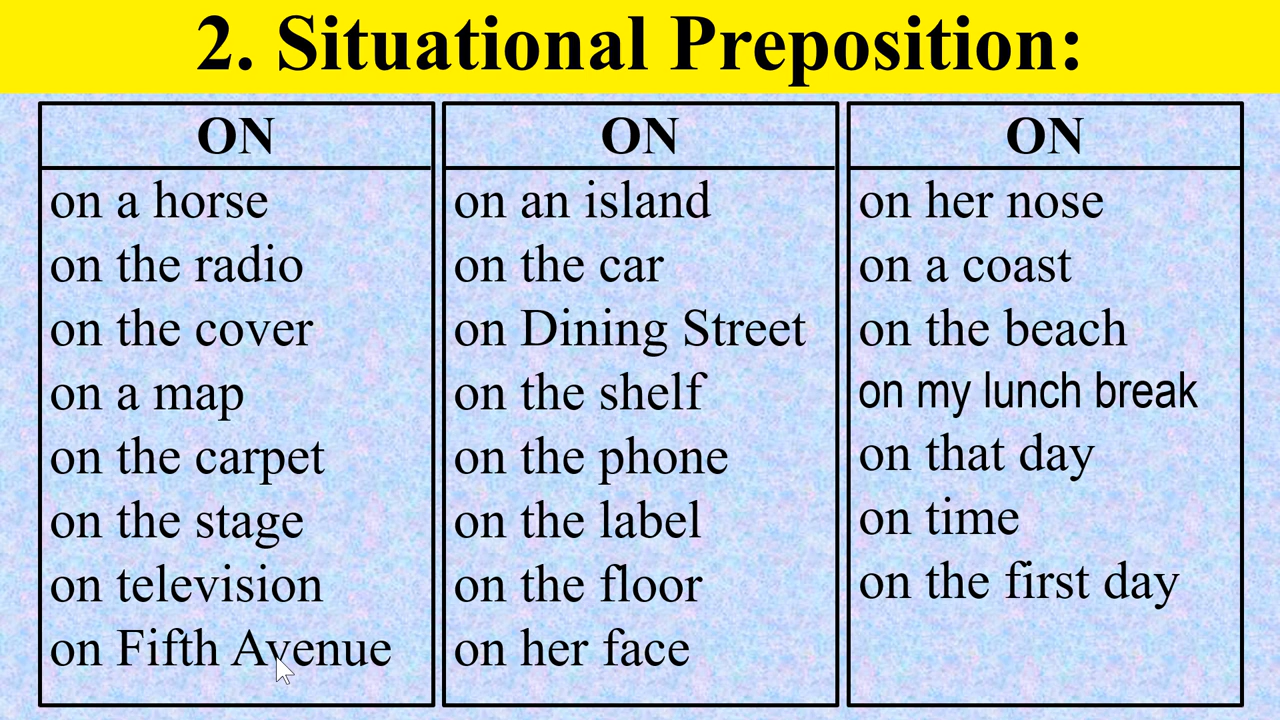 2. Situational Preposition:
ON
on a horse
on the radio
on the cover
on a map
on the carpet
on the stage
on television
on Fifth Avenue
ON
on an island
on the car
on Dining Street
on the shelf
on the phone
on the label
on the floor
on her face
ON
on her nose
on a coast
on the beach
on my lunch break
on that day
on time
on the first day